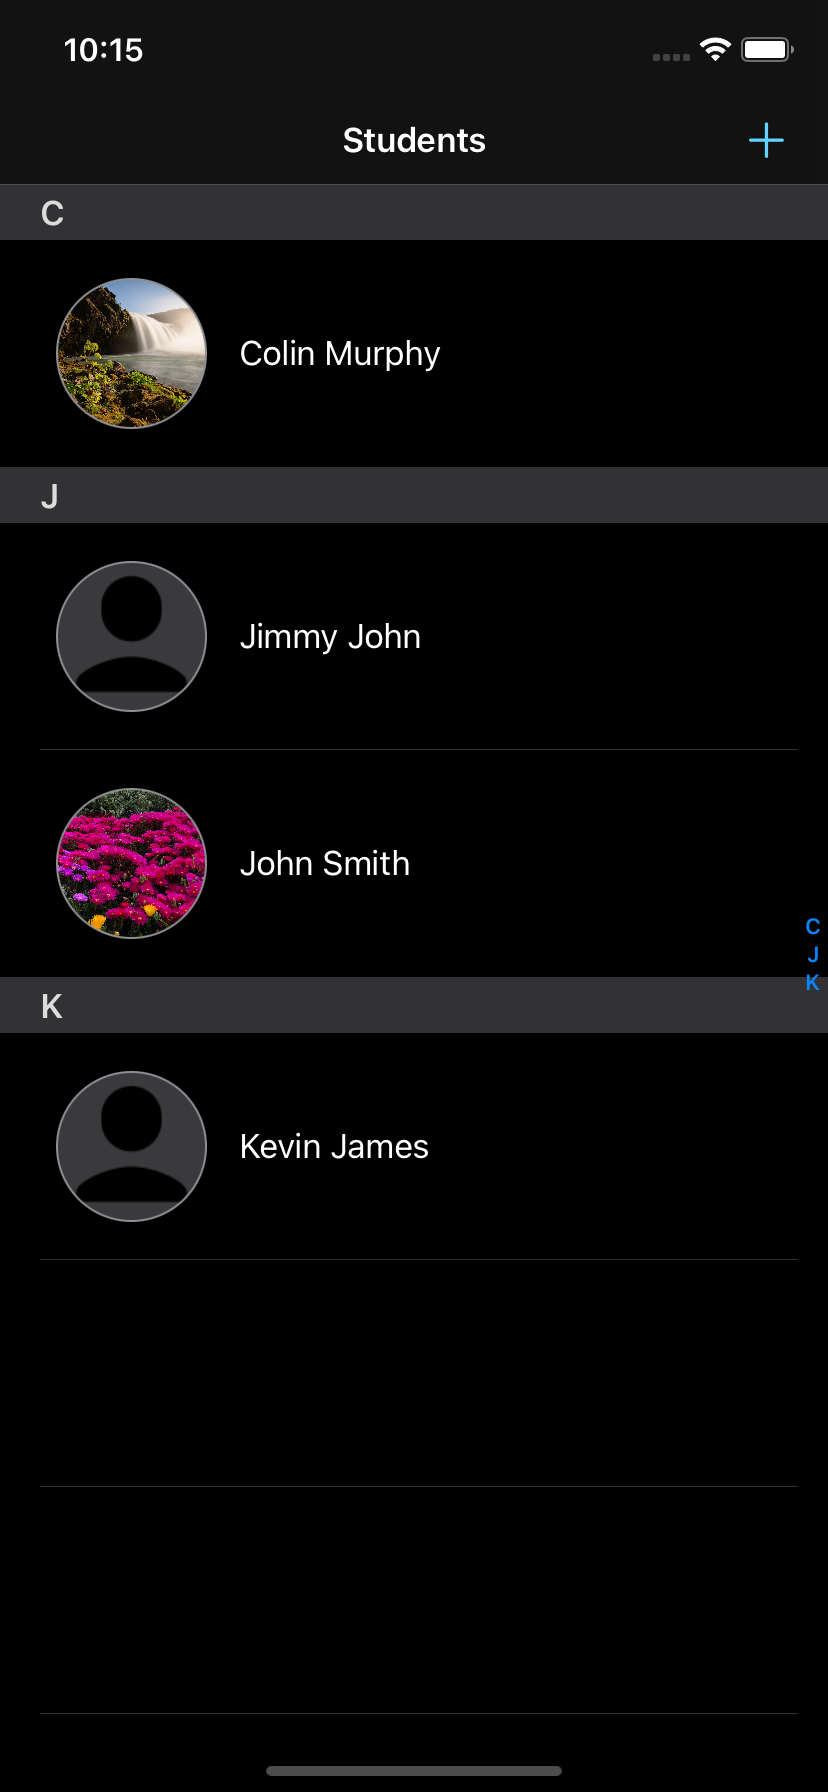 10:15
Students
C
Colin Murphy
J
Jimmy John
John Smith
C
J
K
K
Kevin James